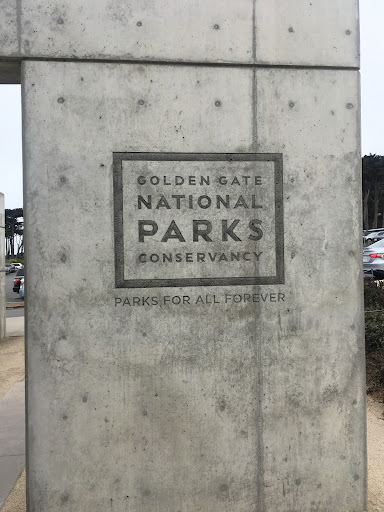 GOLDEN GATE
NATIONAL
PARKS
CONSERVANCY
PARKS FOR ALL FOREVER